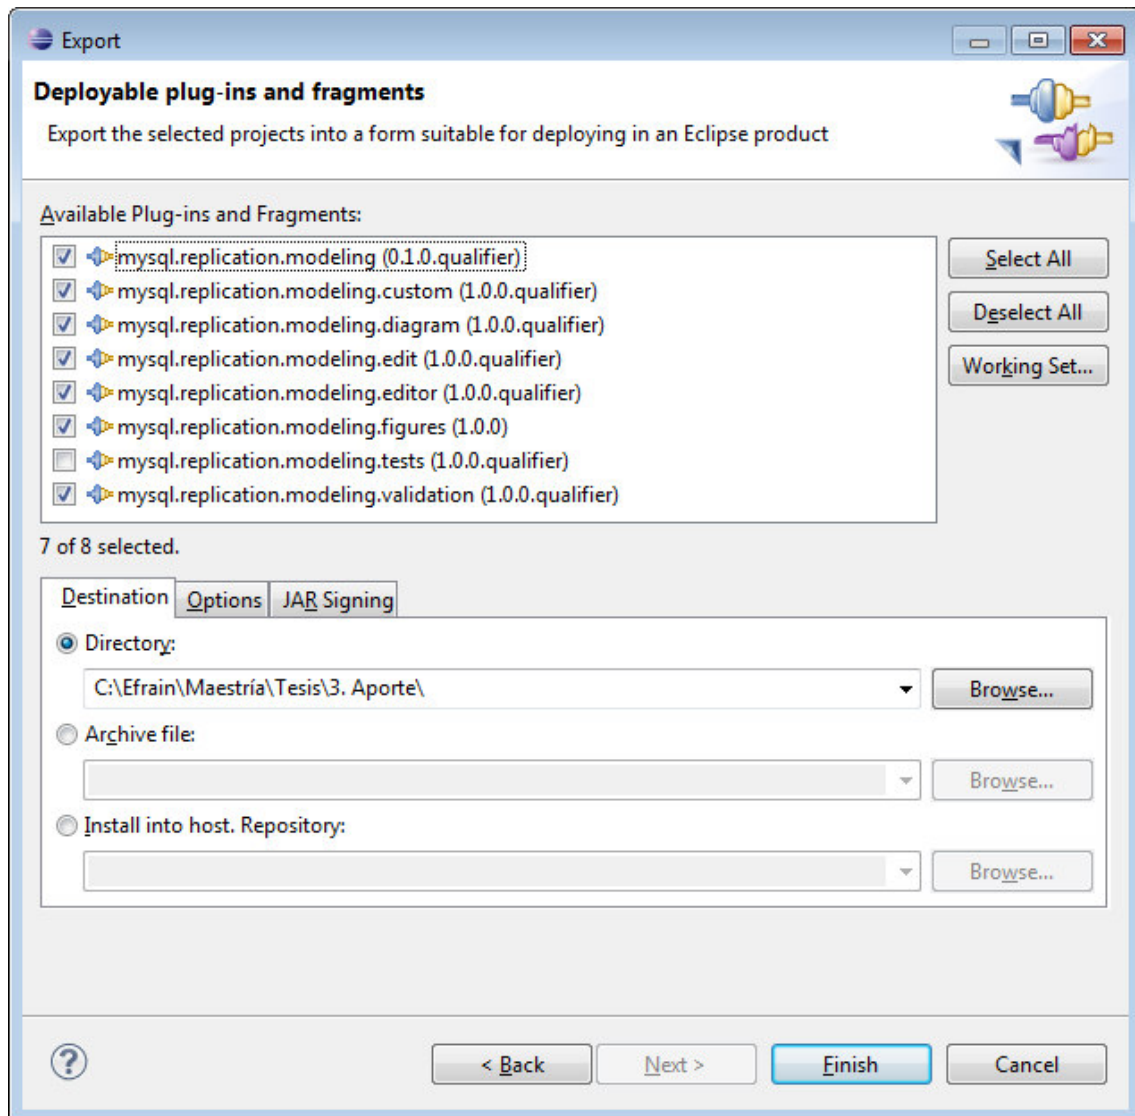 Export
Deployable plug-ins and fragments
Export the selected projects into a form suitable for deploying in an Eclipse product
Available Plug-ins and Fragments:
mysql.replication.modeling (0.1.0.qualifier)
mysql.replication.modeling.custom (1.0.0.qualifier)
mysql.replication.modeling.diagram (1.0.0.qualifier)
mysql.replication.modeling.edit (1.0.0.qualifier)
mysql.replication.modeling.editor (1.0.0.qualifier)
mysql.replication.modeling.figures (1.0.0)
mysql.replication.modeling.tests (1.0.0.qualifier)
mysql.replication.modeling.validation (1.0.0.qualifier)
Select All
Deselect All
Working Set...
7 of 8 selected.
Destination Options JAR Signing
Directory:
C:\Efrain\Maestría\Tesis\3. Aporte\ Browse...
Archive file:
Browse...
Install into host. Repository:
Browse...
? < Back Next > Finish Cancel